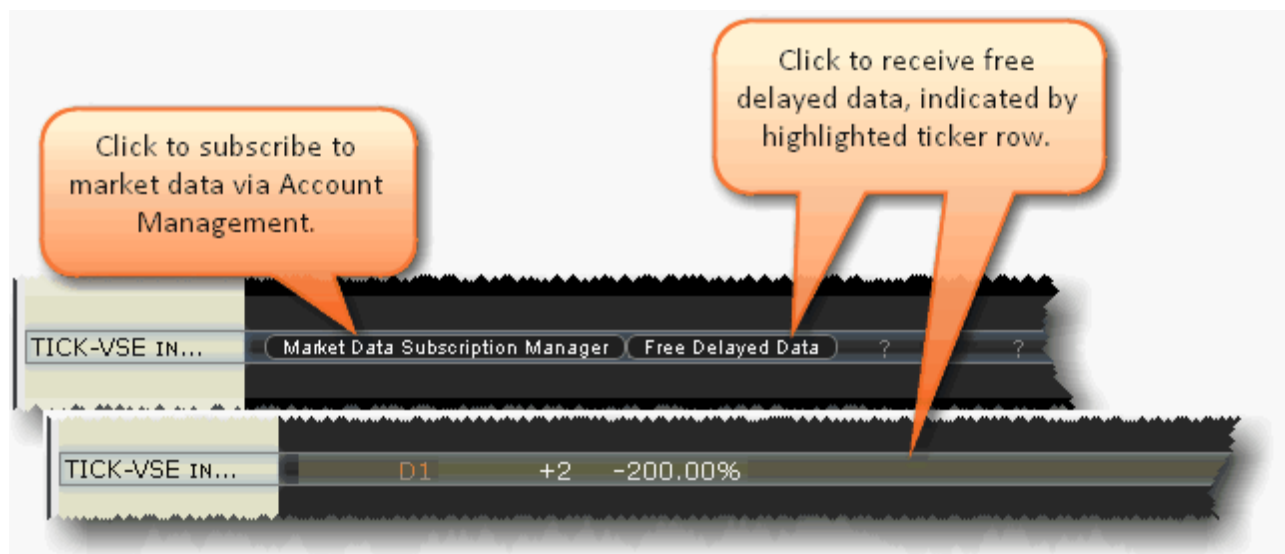 Click to receive free
delayed data, indicated by
highlighted ticker row.
Click to subscribe to
market data via Account
Management.
TICK-VSE IN... Market Data Subscription Manager Free Delayed Data ? ?
TICK-VSE IN... D1 +2 -200.00%